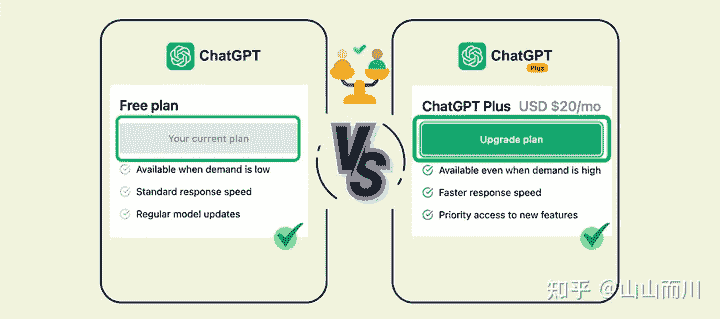 ChatGPT
Free plan
Your current plan
Available when demand is low
Standard response speed
Regular model updates
VS
ChatGPT
Plus
ChatGPT Plus USD $20/mo
Upgrade plan
Available even when demand is high
Faster response speed
Priority access to new features
知乎 @山山而川